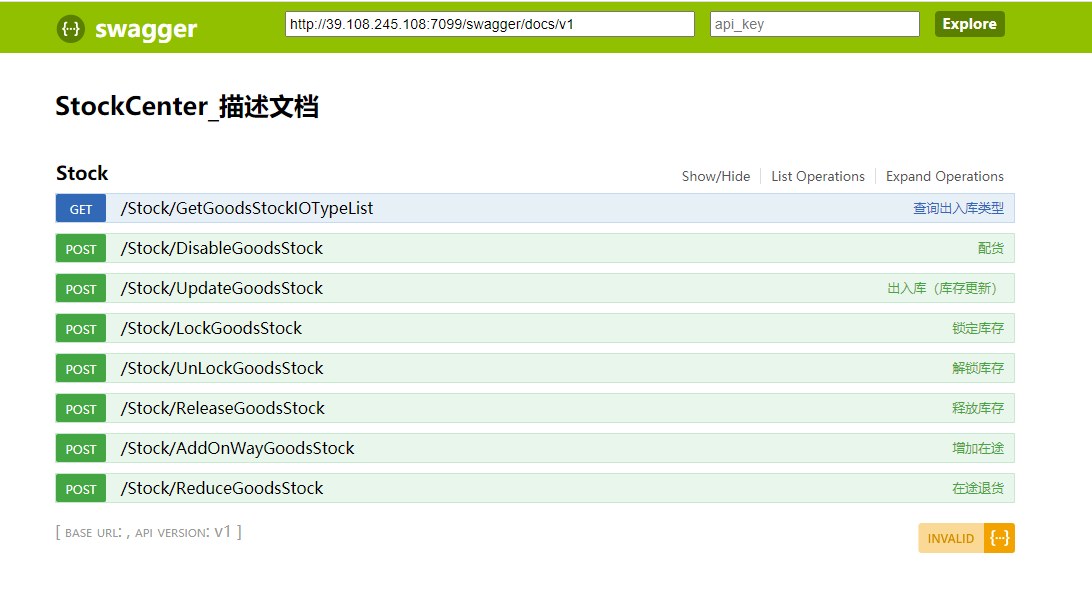 {··} swagger http://39.108.245.108:7099/swagger/docs/v1 api_key Explore
StockCenter_描述文档
Stock Show/Hide List Operations Expand Operations
GET /Stock/GetGoodsStockIOTypeList 查询出入库类型
POST /Stock/DisableGoodsStock 配货
POST /Stock/UpdateGoodsStock 出入库（库存更新）
POST /Stock/LockGoodsStock 锁定库存
POST /Stock/UnLockGoodsStock 解锁库存
POST /Stock/ReleaseGoodsStock 释放库存
POST /Stock/AddOnWayGoodsStock 增加在途
POST /Stock/ReduceGoodsStock 在途退货
[ BASE URL: , API VERSION: V1 ] INVALID {···}